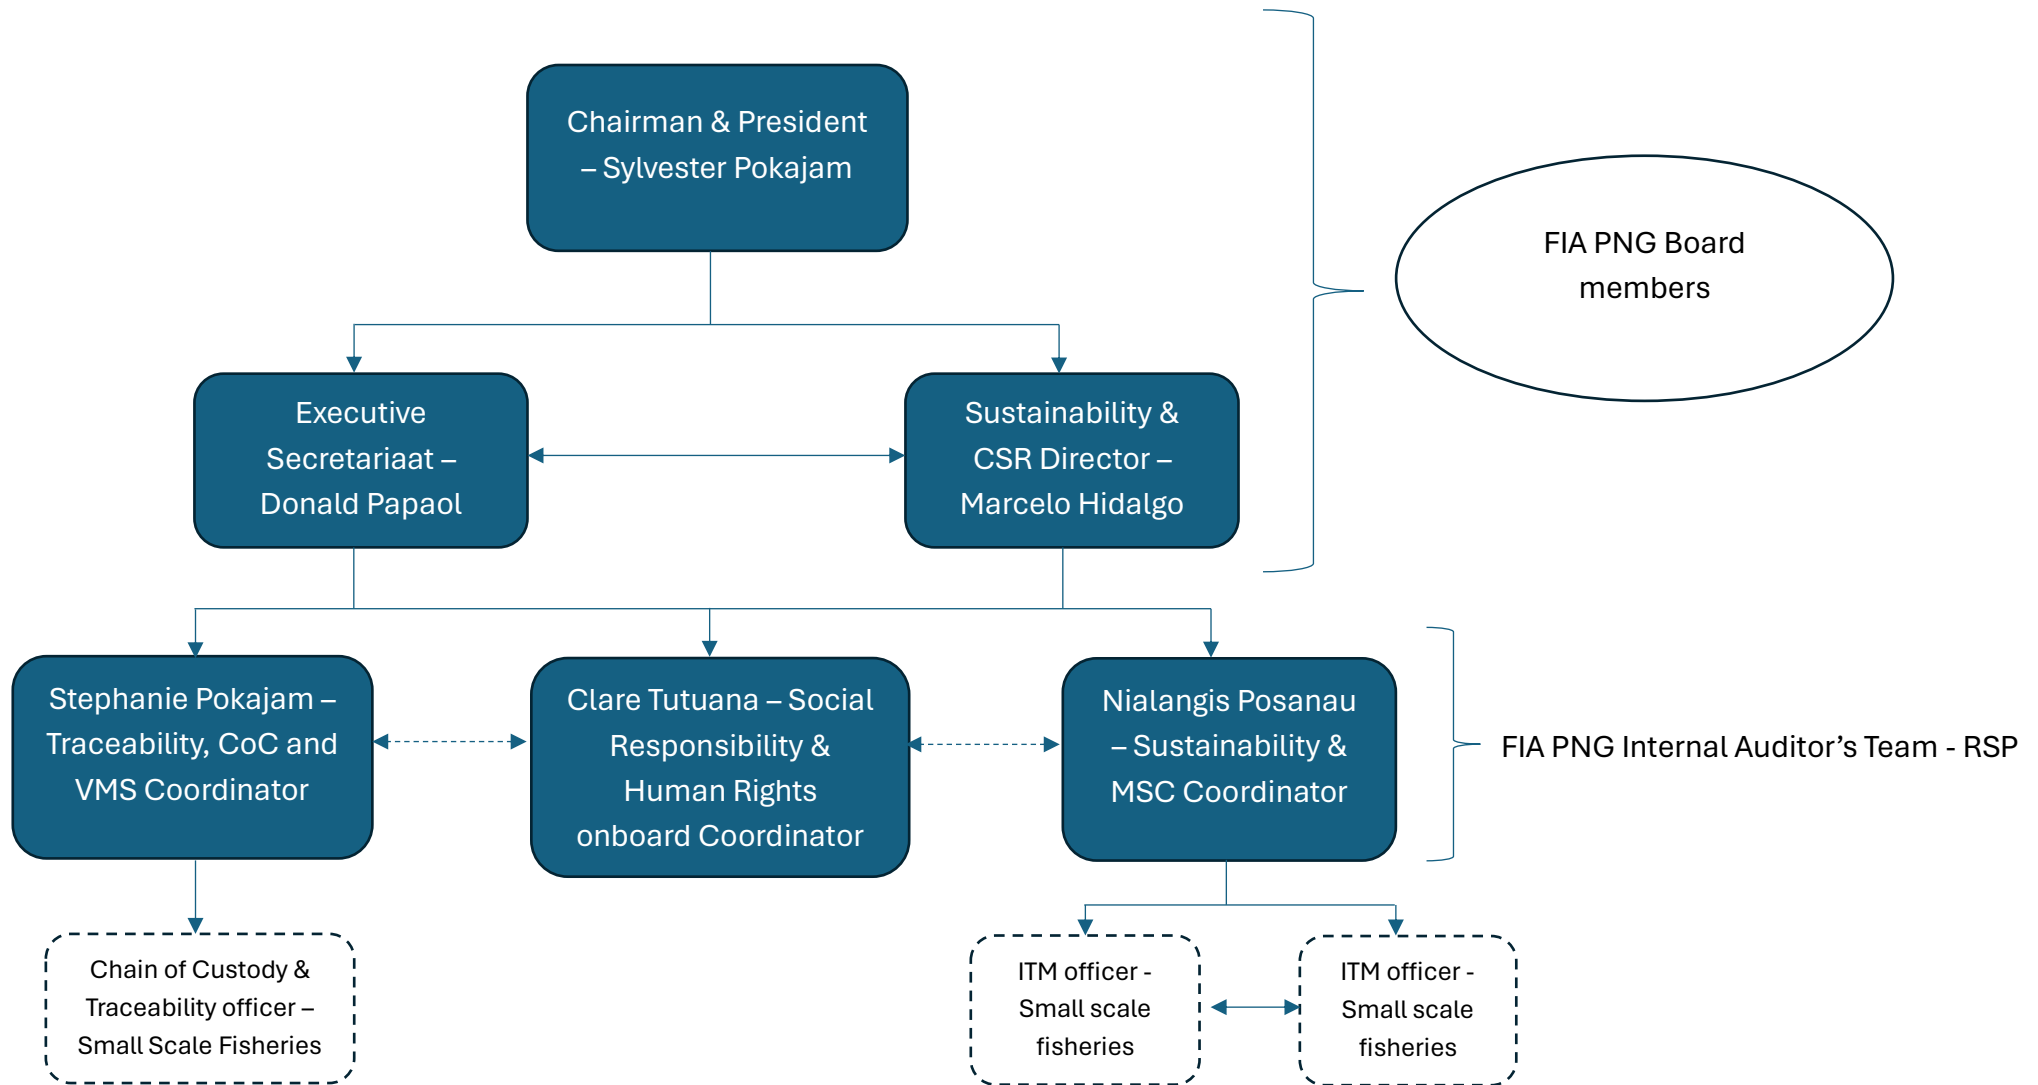 Chairman & President
– Sylvester Pokajam
FIA PNG Board
members
Executive
Secretariaat –
Donald Papaol
Sustainability &
CSR Director –
Marcelo Hidalgo
Stephanie Pokajam –
Traceability, CoC and
VMS Coordinator
Clare Tutuana – Social
Responsibility &
Human Rights
onboard Coordinator
Nialangis Posanau
– Sustainability &
MSC Coordinator
FIA PNG Internal Auditor’s Team - RSP
Chain of Custody &
Traceability officer –
Small Scale Fisheries
ITM officer -
Small scale
fisheries
ITM officer -
Small scale
fisheries